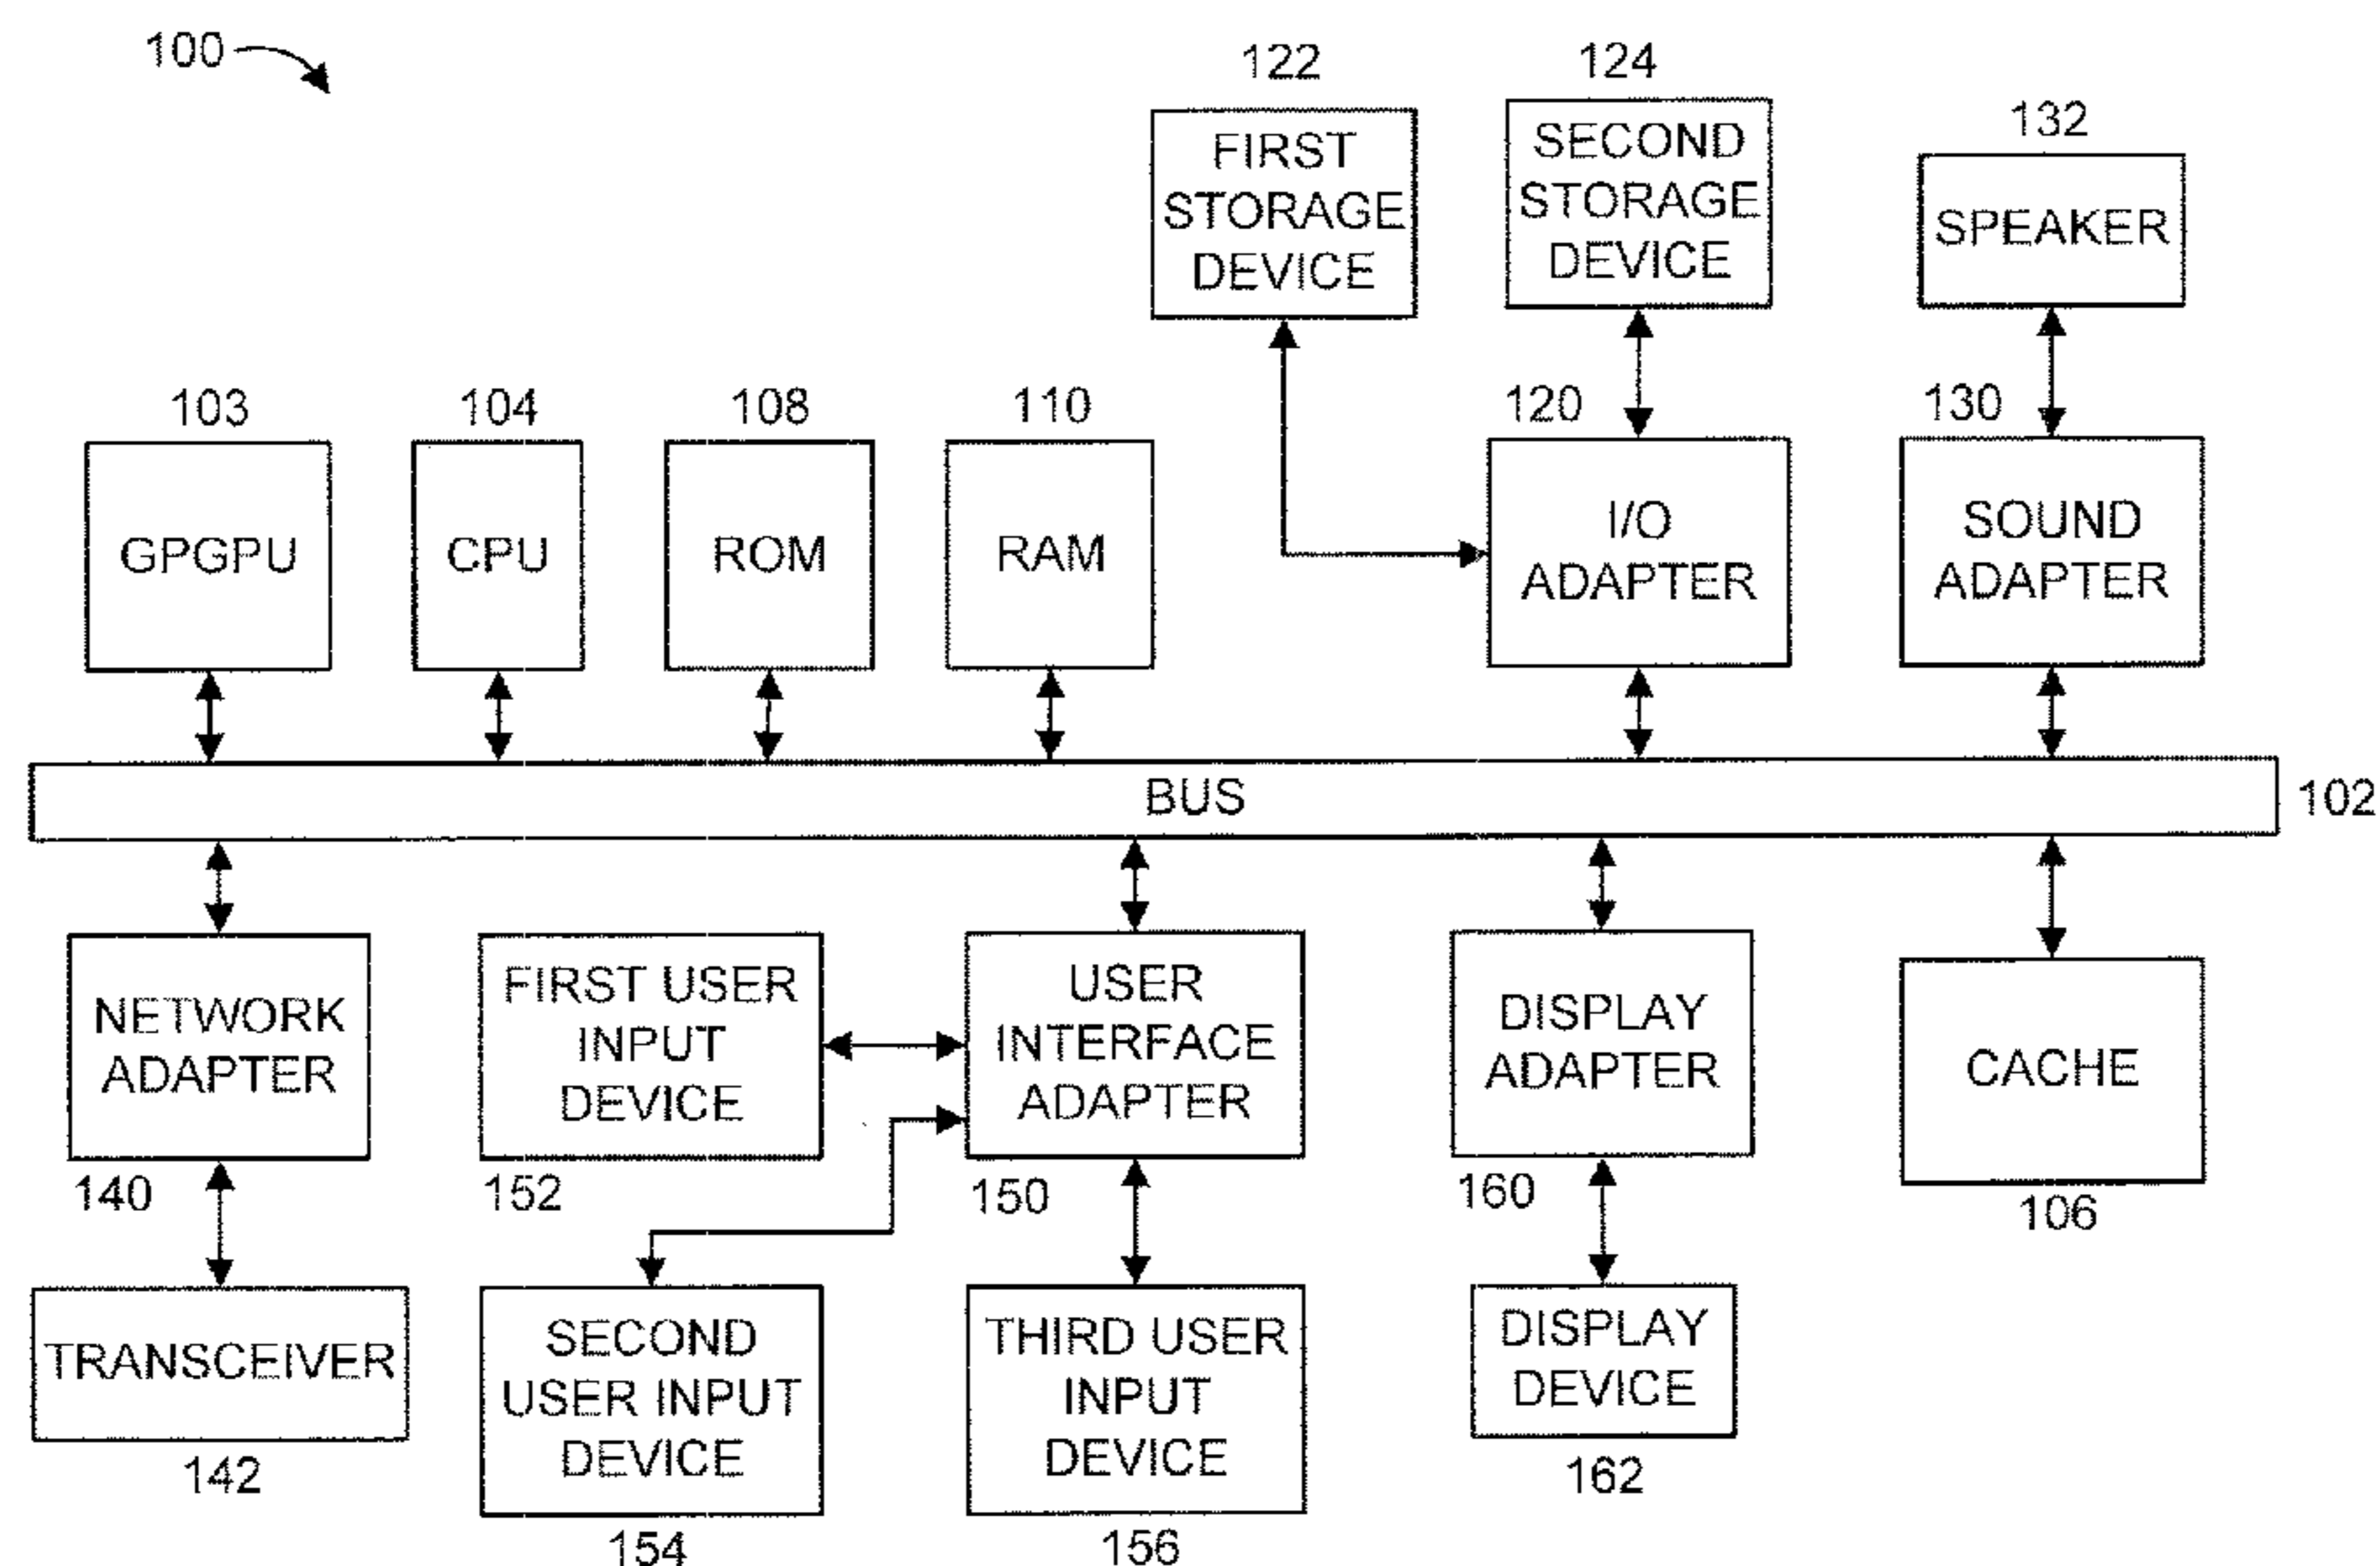 100
122
FIRST
STORAGE
DEVICE
124
SECOND
STORAGE
DEVICE
132
SPEAKER
103
GPGPU
104
CPU
108
ROM
110
RAM
120
I/O
ADAPTER
130
SOUND
ADAPTER
BUS
102
NETWORK
ADAPTER
140
FIRST USER
INPUT
DEVICE
152
USER
INTERFACE
ADAPTER
150
DISPLAY
ADAPTER
160
CACHE
106
TRANSCEIVER
142
SECOND
USER INPUT
DEVICE
154
THIRD USER
INPUT
DEVICE
156
DISPLAY
DEVICE
162